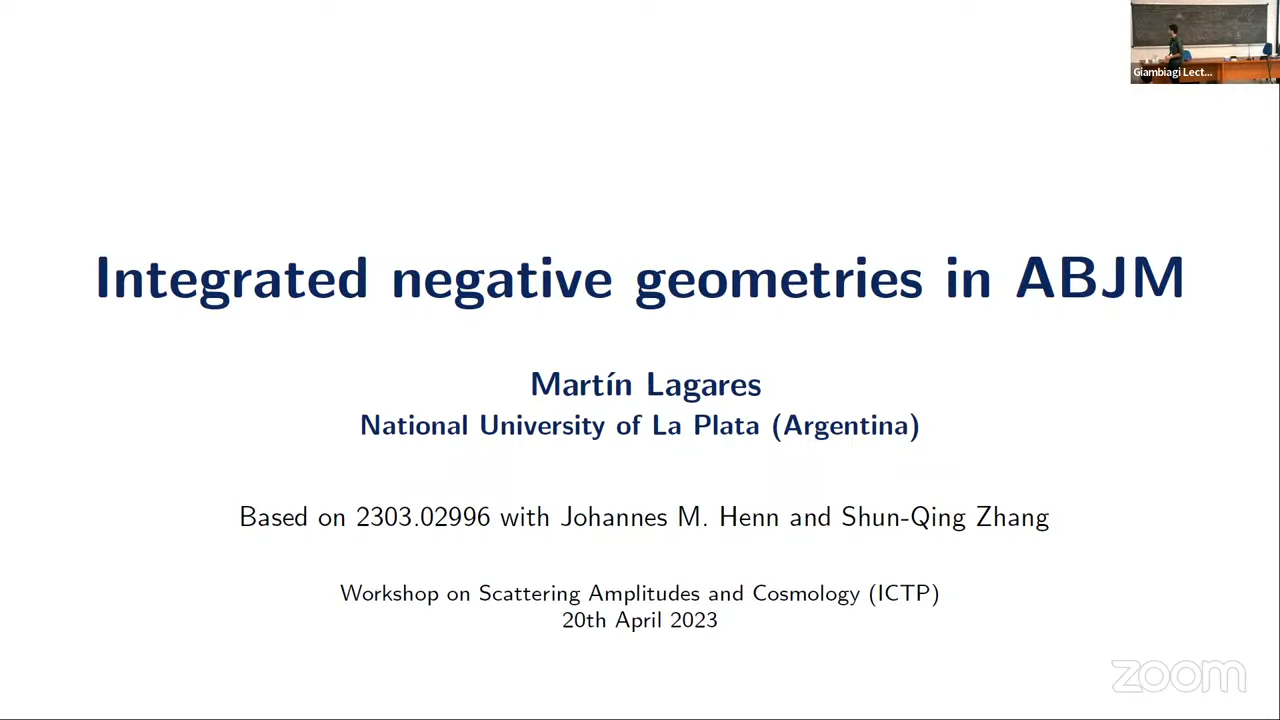 Giambiagi Lect...
Integrated negative geometries in ABJM
Martín Lagares
National University of La Plata (Argentina)
Based on 2303.02996 with Johannes M. Henn and Shun-Qing Zhang
Workshop on Scattering Amplitudes and Cosmology (ICTP)
20th April 2023
zoom